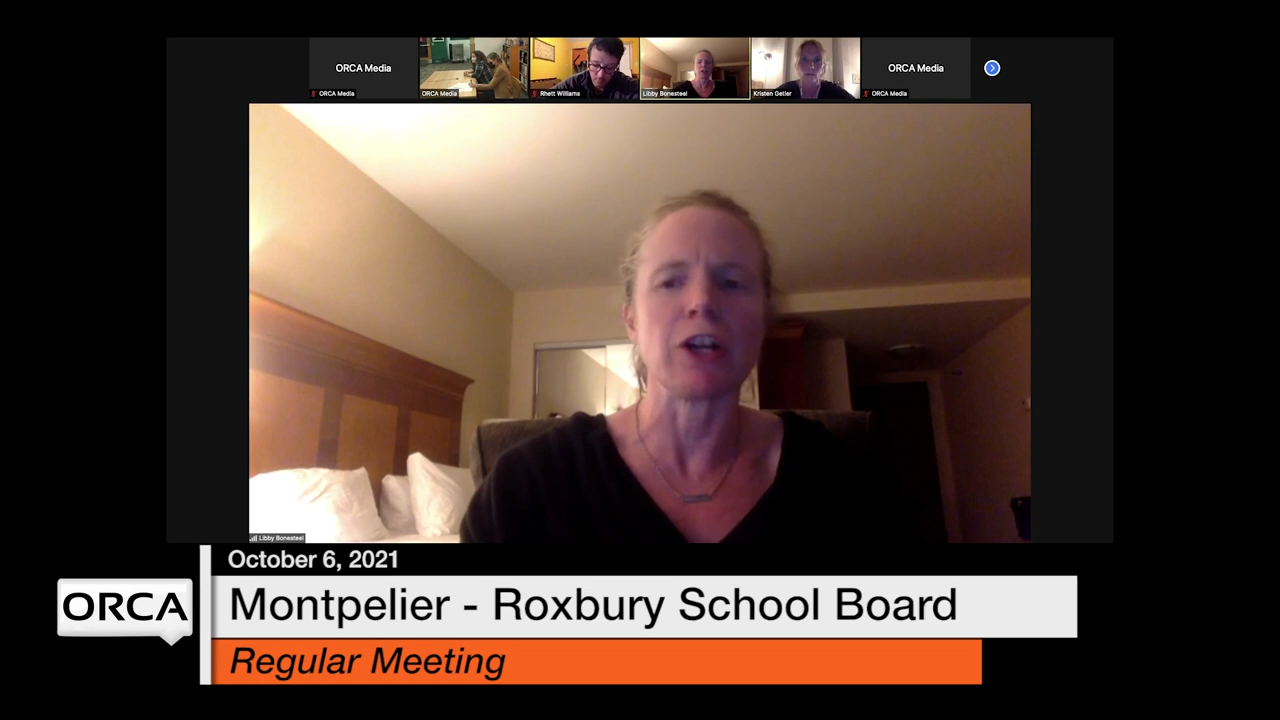 ORCA Media
ORCA Media
ORCA Media
ORCA Media
Rhett Williams
Libby Bonesteel
Kristen Getler
ORCA Media
Libby Bonesteel
October 6, 2021
ORCA
Montpelier - Roxbury School Board
Regular Meeting